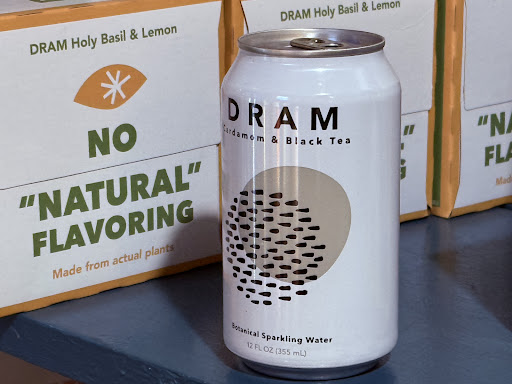 DRAM Holy Basil & Lemon
NO
"NATURAL"
FLAVORING
Made from actual plants
DRAM Holy Basil & Lemon
DRAM
Cardamom & Black Tea
Botanical Sparkling Water
12 FL OZ (355 mL)
"N
FLA
Made